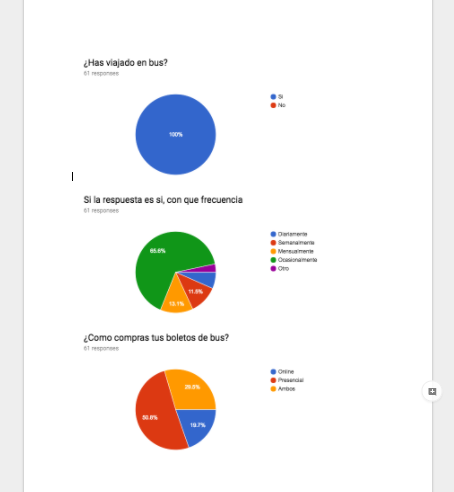 ¿Has viajado en bus?
61 responses
Si
No
100%
Si la respuesta es si, con que frecuencia
61 responses
Diariamente
Semanalmente
Mensualmente
Ocasionalmente
Otro
65.6%
11.5%
13.1%
¿Como compras tus boletos de bus?
61 responses
Online
Presencial
Ambos
29.5%
50.8%
19.7%